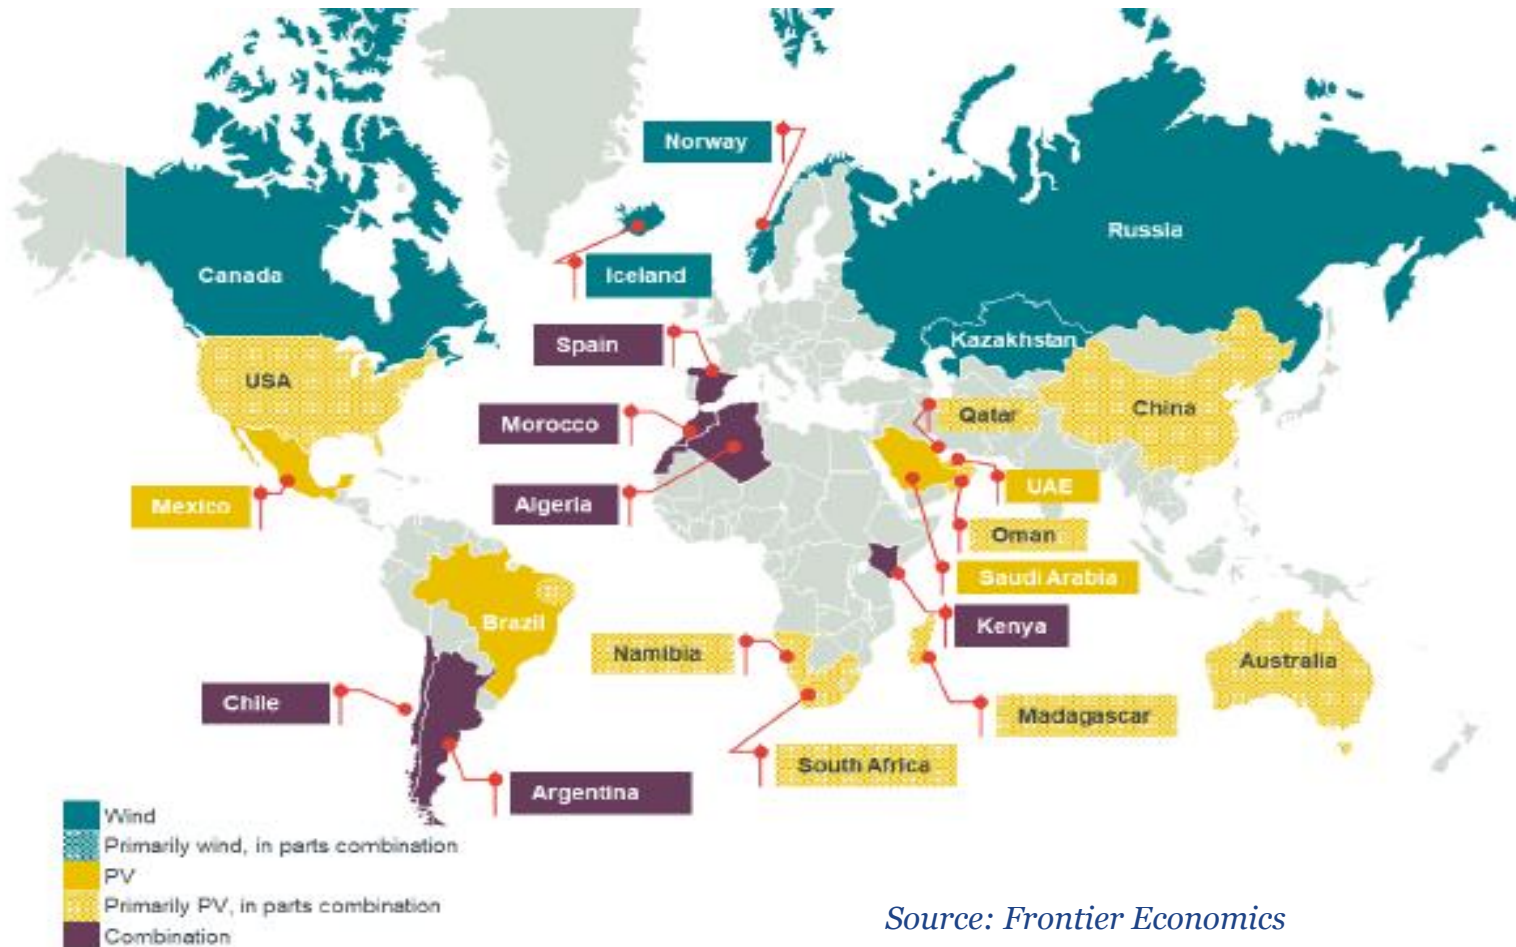 Norway
Russia
Canada
Iceland
Spain
Kazakhstan
USA
Qatar
China
Morocco
UAE
Mexico
Algeria
Oman
Saudi Arabia
Brazil
Kenya
Namibia
Australia
Chile
Madagascar
South Africa
Argentina
Wind
Primarily wind, in parts combination
PV
Primarily PV, in parts combination
Combination
Source: Frontier Economics